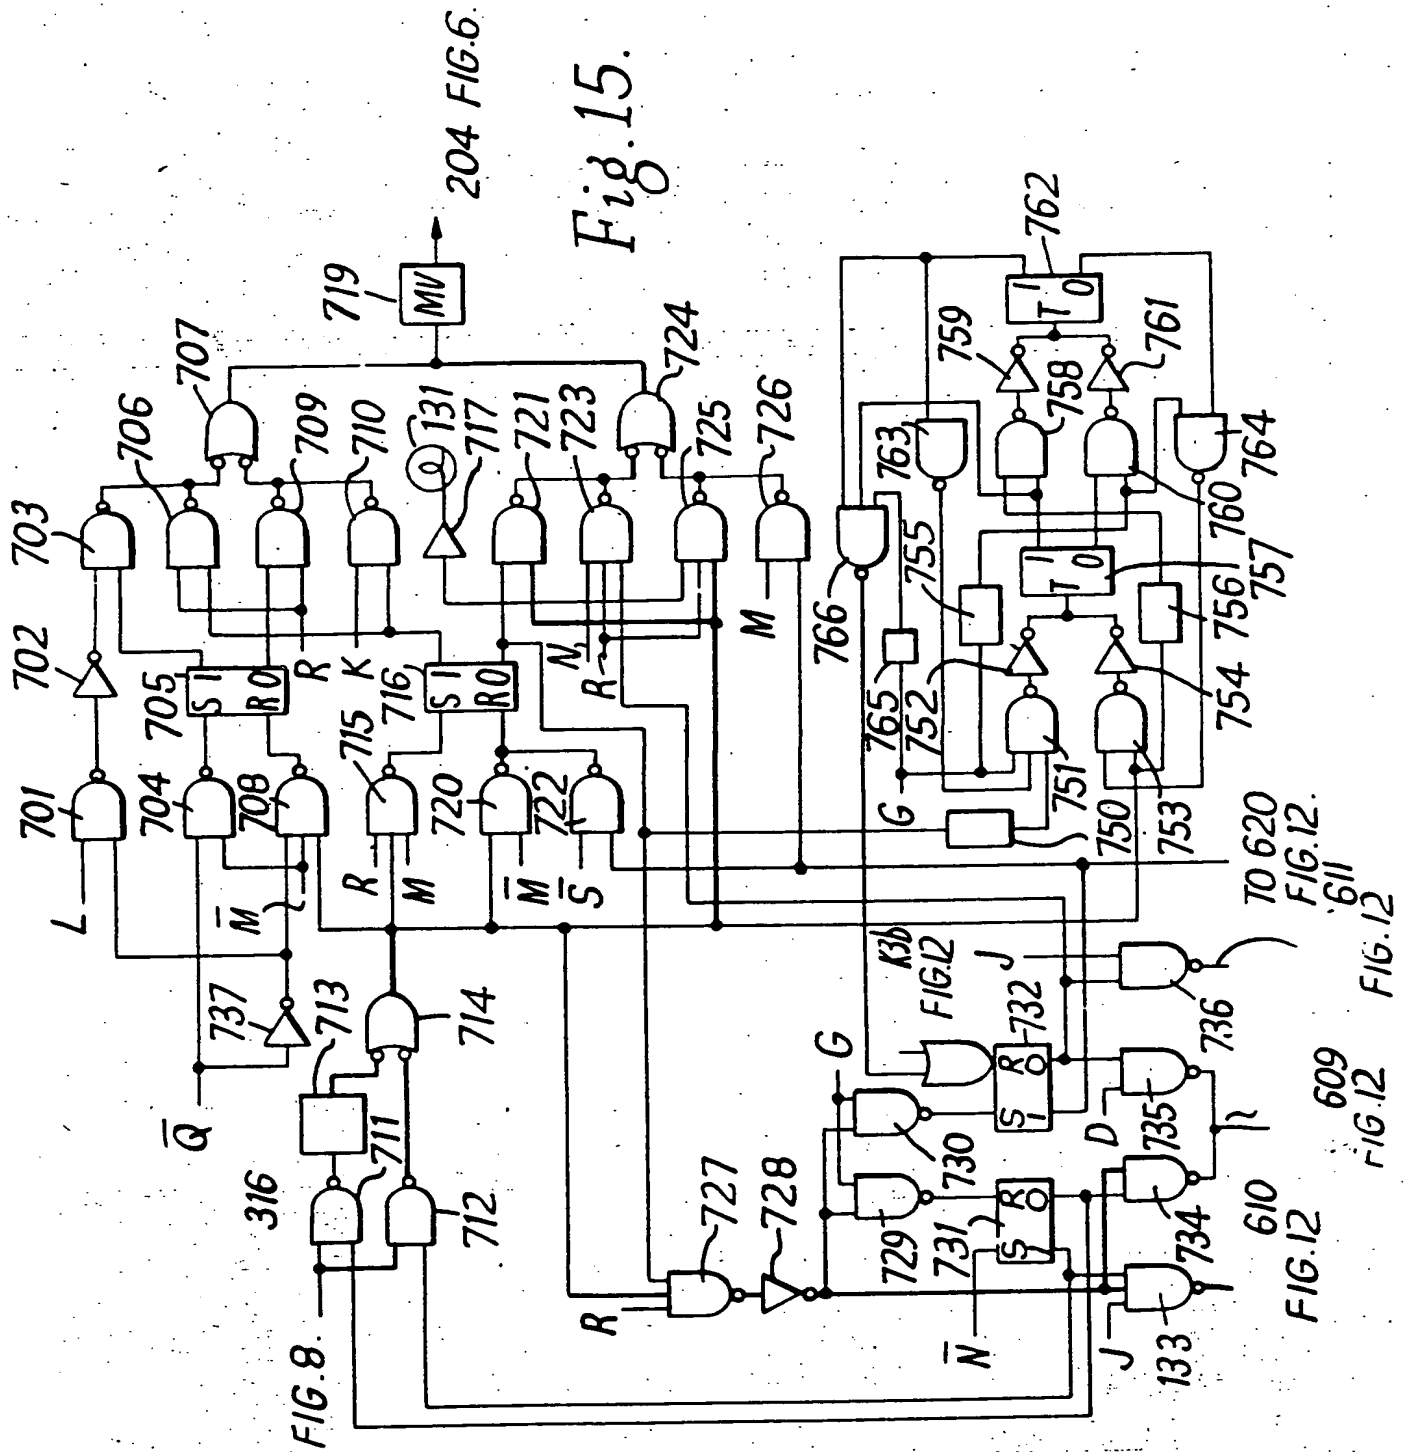 Fig. 15.
204 FIG.6.
719
MV
707
724
703
706
709
710
131
717
721
723
725
726
702
705
S 1
R 0
R
K
716
S 1
R 0
N
R
M
701
704
708
715
720
722
L
M̅
R
M
M̅
S̅
737
713
714
Q̅
316
711
712
FIG.8.
727
728
R
G
729
730
731
S 1
R 0
N̅
K3b
FIG.12
732
S 1
R 0
J
D
J
133
734
735
736
610
FIG.12
609
FIG.12
TO 620
FIG.12.
611
FIG.12
766
763
755
765
752
G
751
750
753
754
756
757
T 1
0
759
758
760
761
762
T 1
0
764